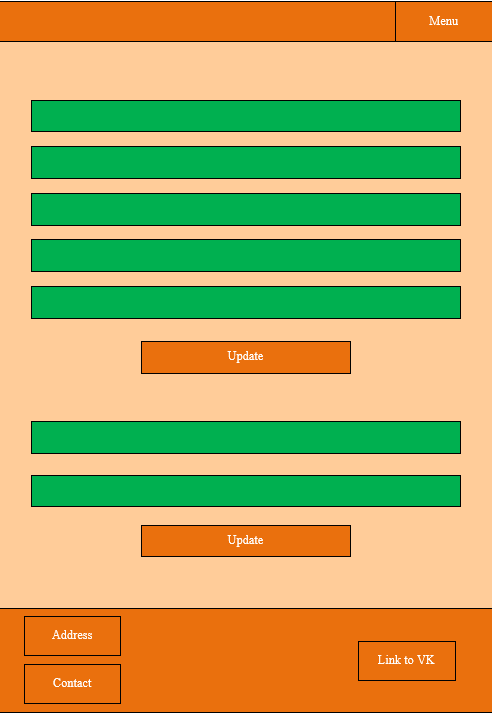 Menu
Update
Update
Address
Link to VK
Contact